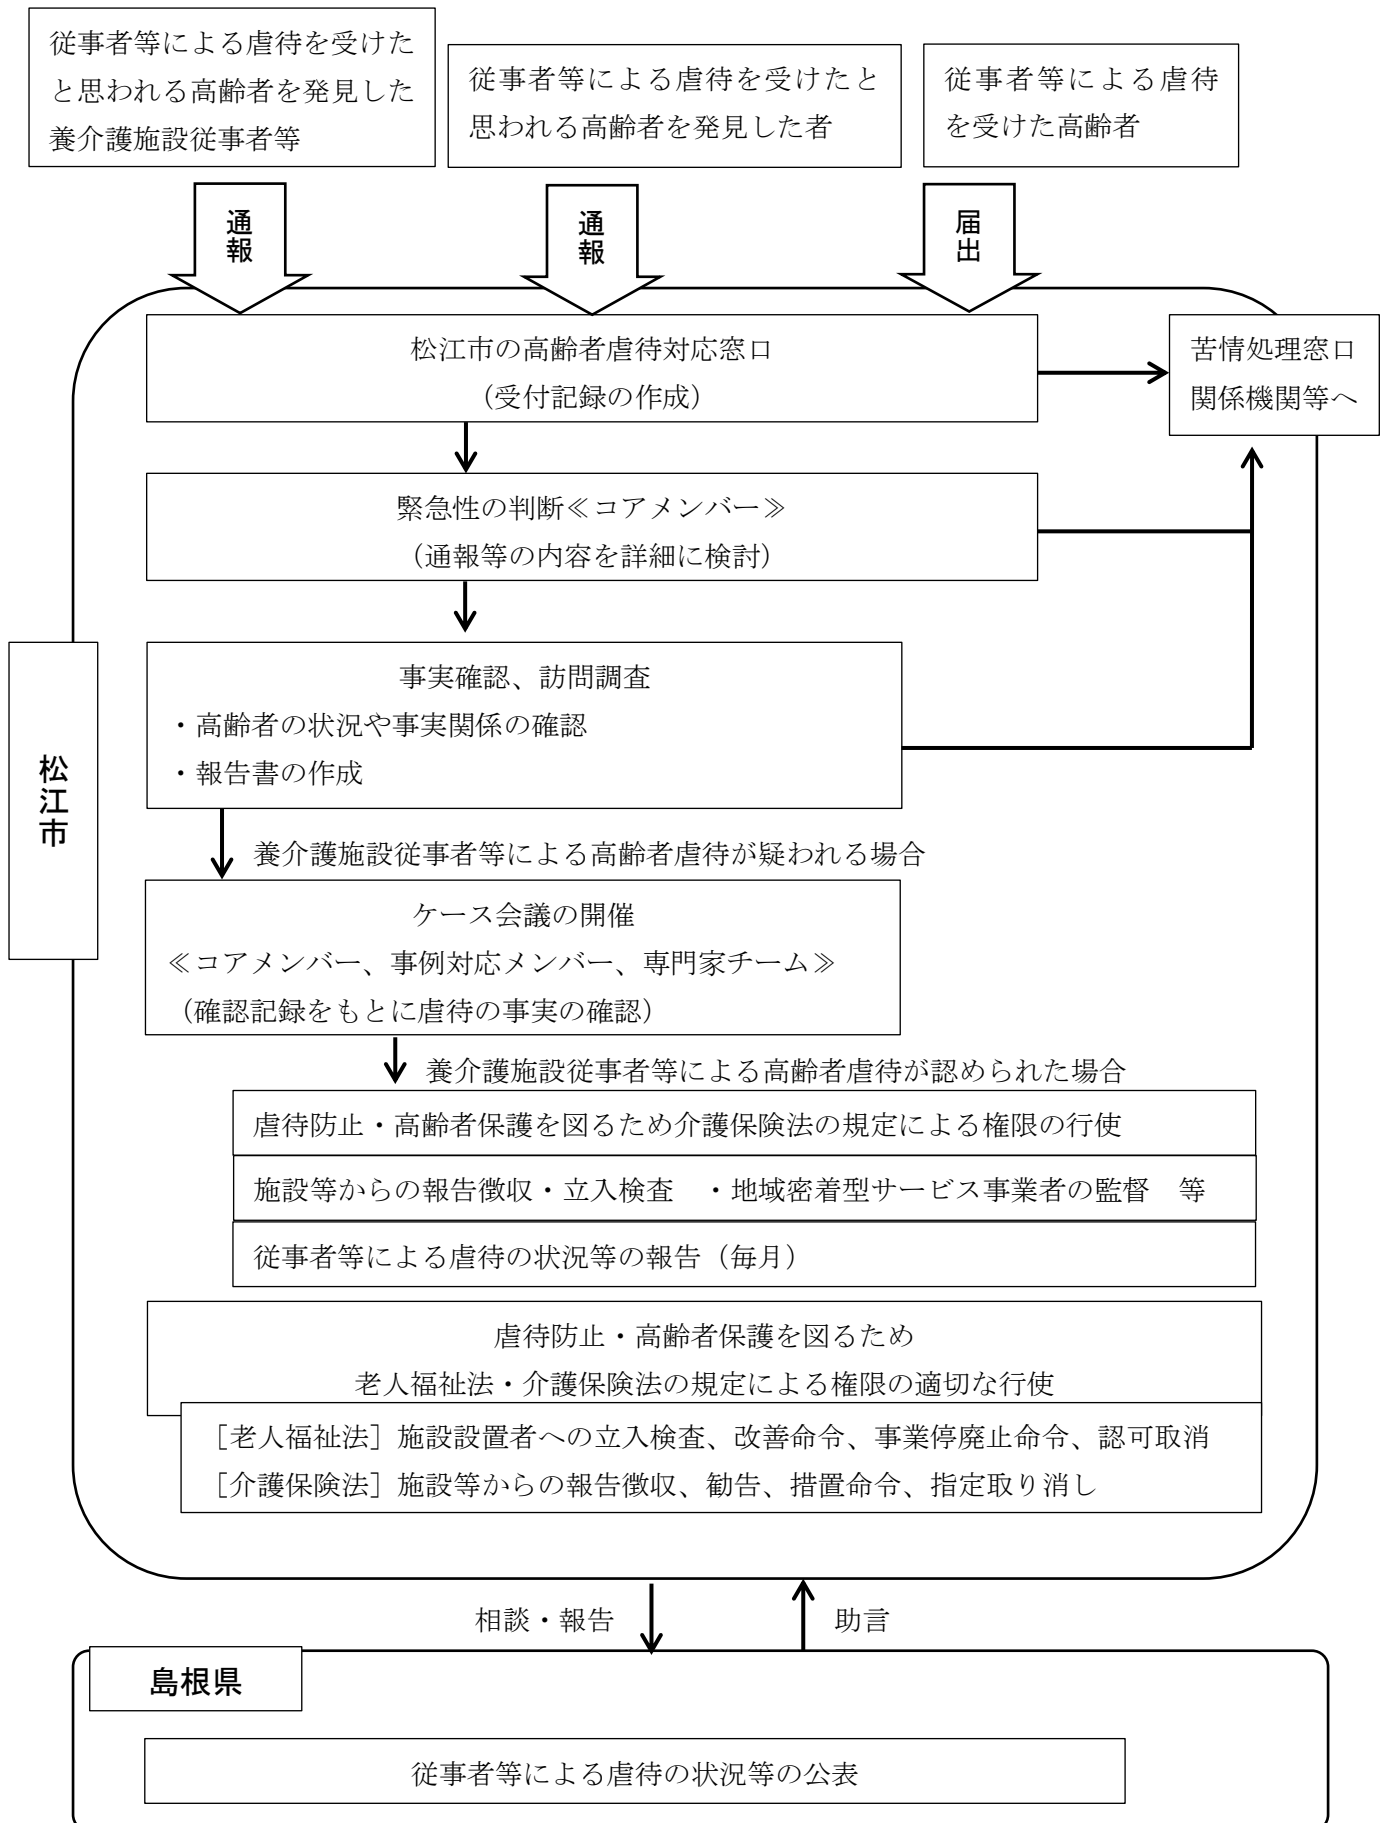 従事者等による虐待を受けた
と思われる高齢者を発見した
養介護施設従事者等
従事者等による虐待を受けたと
思われる高齢者を発見した者
従事者等による虐待
を受けた高齢者
通報
通報
届出
松江市の高齢者虐待対応窓口
（受付記録の作成）
苦情処理窓口
関係機関等へ
緊急性の判断≪コアメンバー≫
（通報等の内容を詳細に検討）
事実確認、訪問調査
・高齢者の状況や事実関係の確認
・報告書の作成
松江市
養介護施設従事者等による高齢者虐待が疑われる場合
ケース会議の開催
≪コアメンバー、事例対応メンバー、専門家チーム≫
（確認記録をもとに虐待の事実の確認）
養介護施設従事者等による高齢者虐待が認められた場合
虐待防止・高齢者保護を図るため介護保険法の規定による権限の行使
施設等からの報告徴収・立入検査　・地域密着型サービス事業者の監督　等
従事者等による虐待の状況等の報告（毎月）
虐待防止・高齢者保護を図るため
老人福祉法・介護保険法の規定による権限の適切な行使
［老人福祉法］施設設置者への立入検査、改善命令、事業停廃止命令、認可取消
［介護保険法］施設等からの報告徴収、勧告、措置命令、指定取り消し
相談・報告
助言
島根県
従事者等による虐待の状況等の公表